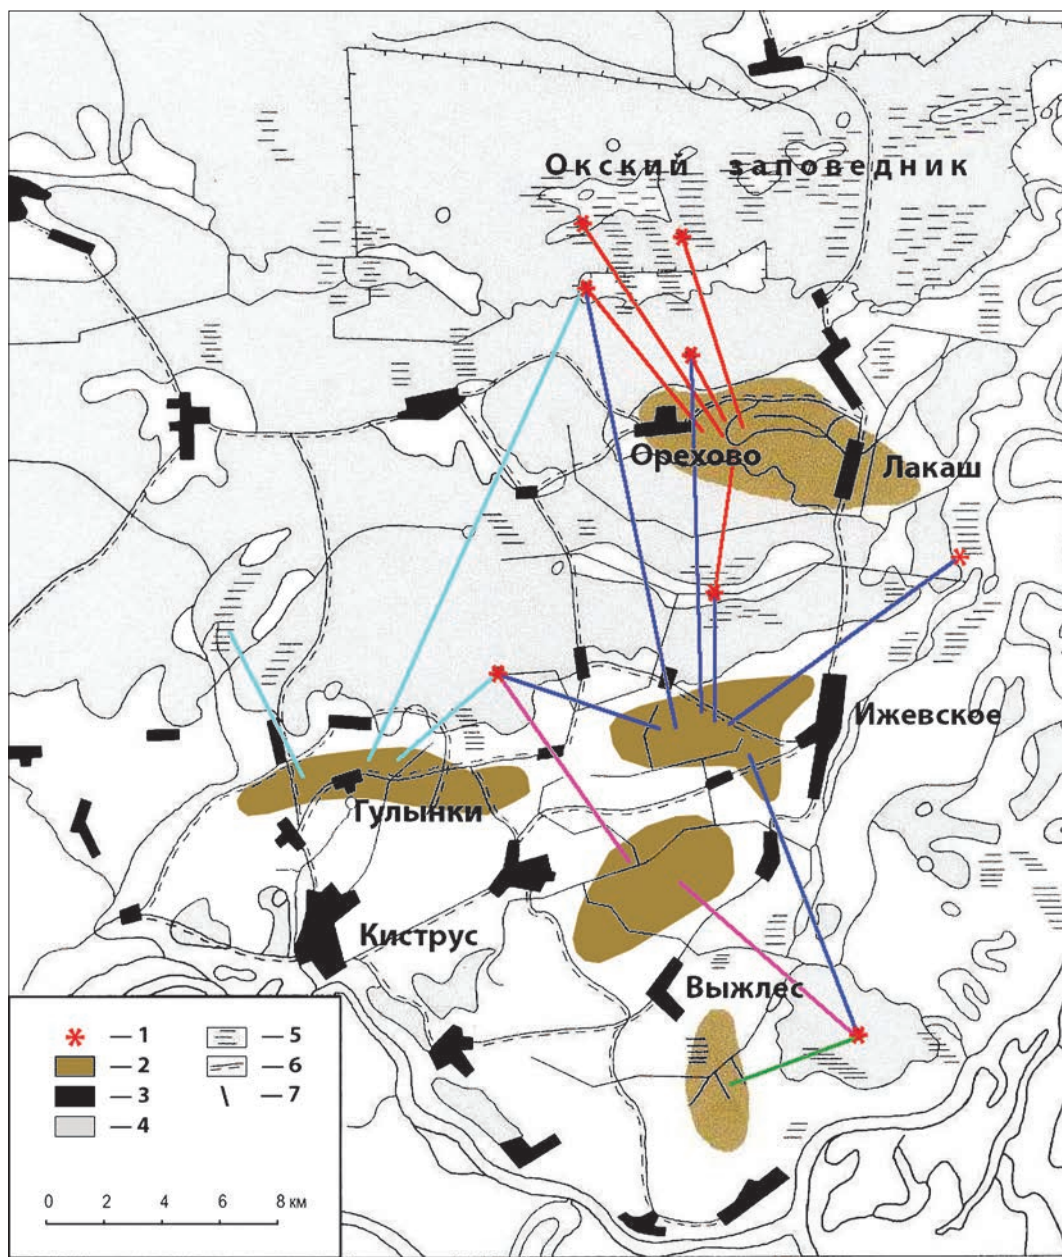 Окский заповедник
Орехово
Лакаш
Ижевское
Гулынки
Киструс
Выжлес
— 1
— 2
— 3
— 4
— 5
— 6
— 7
0 2 4 6 8 км